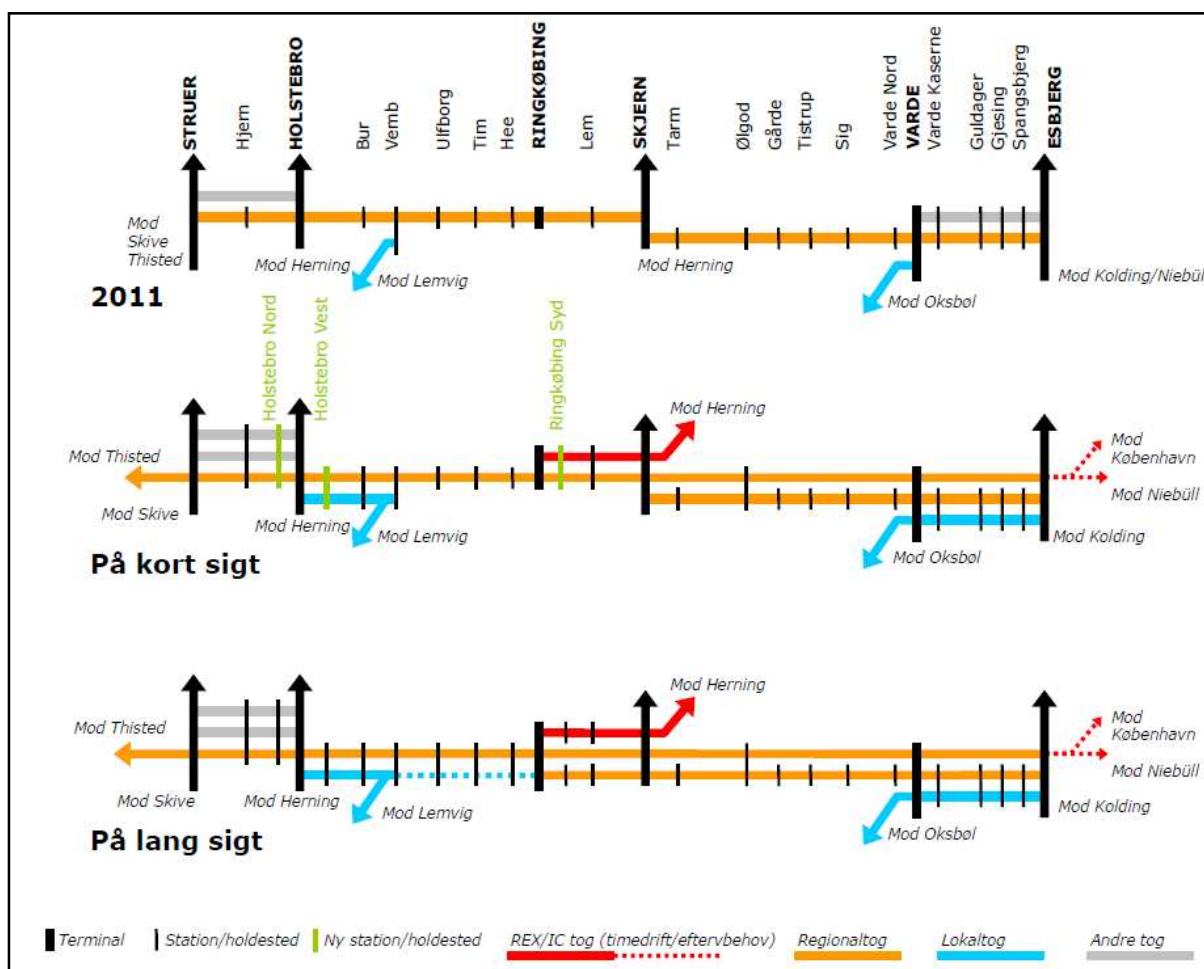 STRUER
Hjern
HOLSTEBRO
Bur
Vemb
Ulfborg
Tim
Hee
RINGKØBING
Lem
SKJERN
Tarm
Ølgod
Gårde
Tistrup
Sig
Varde Nord
VARDE
Varde Kaserne
Guldager
Gjesing
Spangsbjerg
ESBJERG
Mod
Skive
Thisted
Mod Herning
Mod Lemvig
Mod Herning
Mod Oksbøl
Mod Kolding/Niebül
2011
Holstebro Nord
Holstebro Vest
Ringkøbing Syd
Mod Herning
Mod
København
Mod Thisted
Mod Niebüll
Mod Skive
Mod Herning
Mod Lemvig
Mod Oksbøl
Mod Kolding
På kort sigt
Mod Herning
Mod
København
Mod Thisted
Mod Niebüll
Mod Skive
Mod Herning
Mod Lemvig
Mod Oksbøl
Mod Kolding
På lang sigt
Terminal
Station/holdested
Ny station/holdested
REX/IC tog (timedrift/eftervbehov)
Regionaltog
Lokaltog
Andre tog